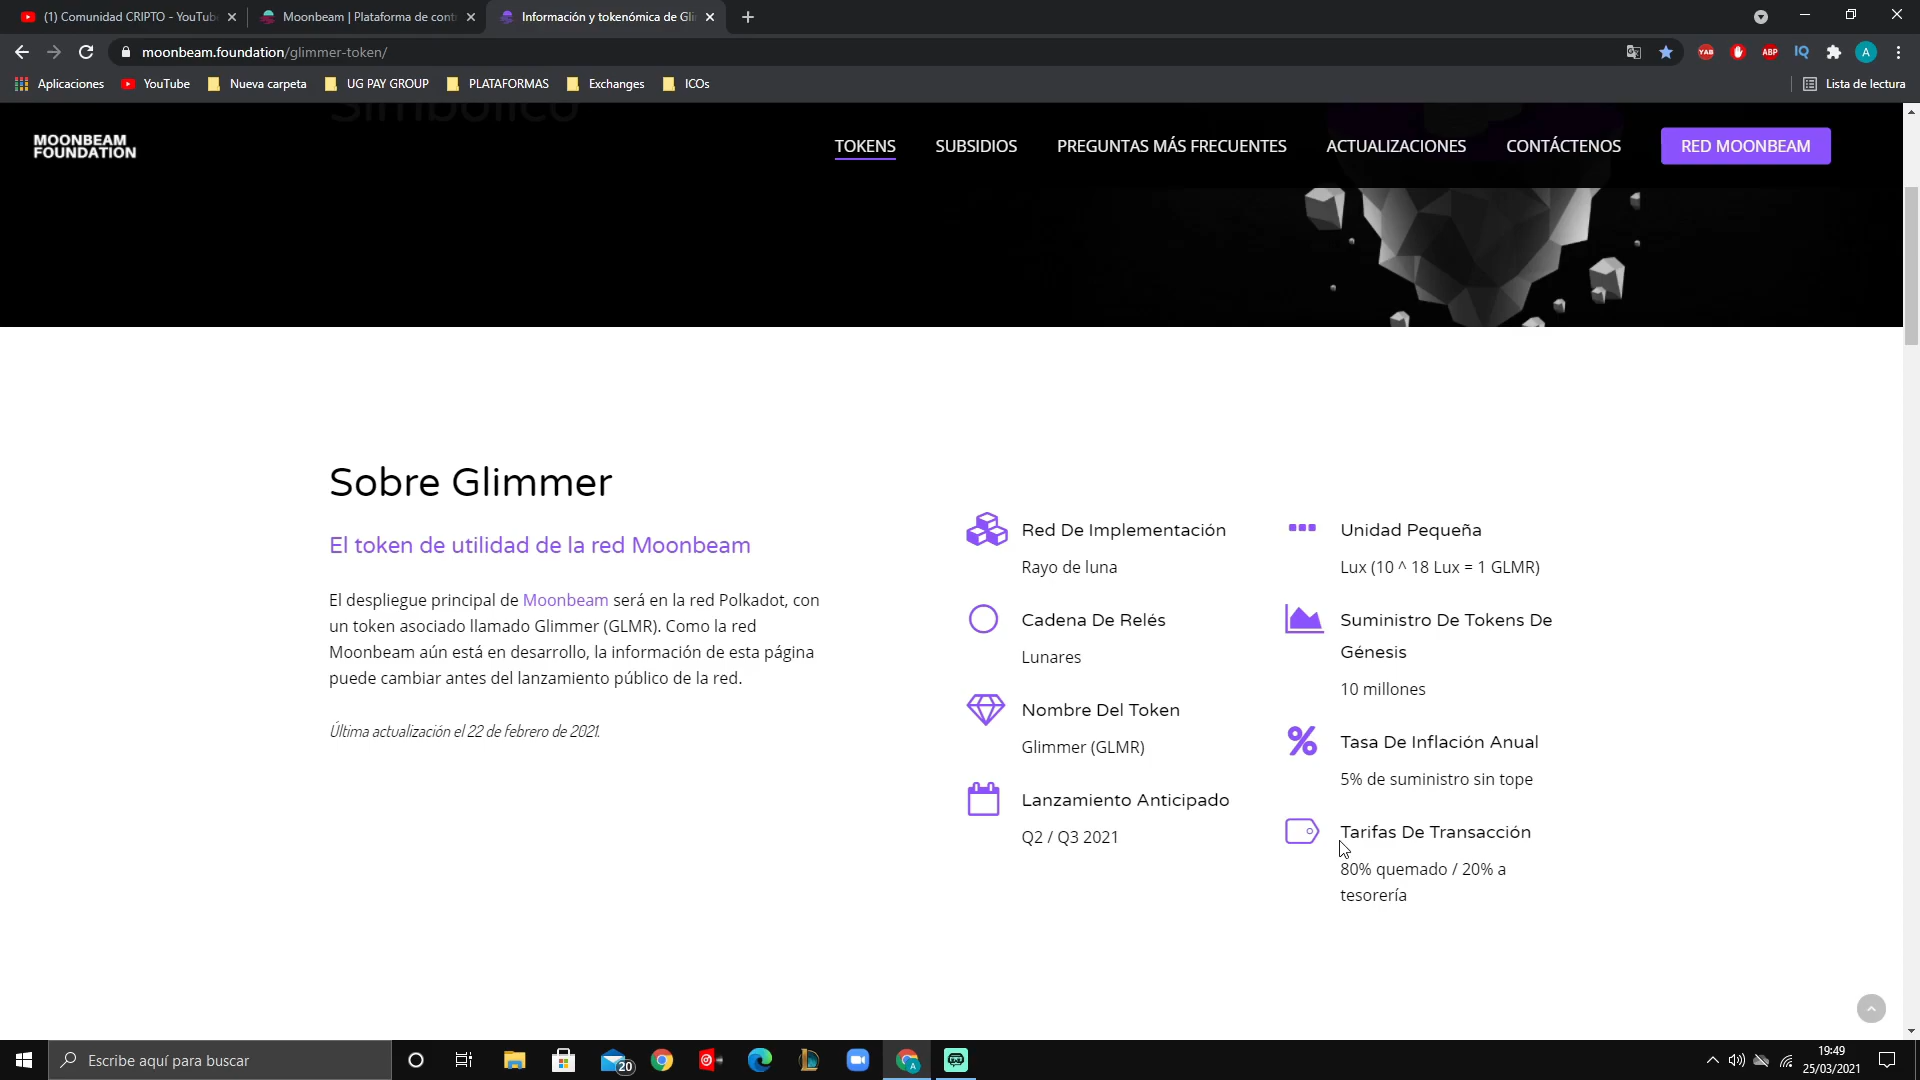 (1) Comunidad CRIPTO - YouTube
Moonbeam | Plataforma de cont
Información y tokenómica de Gli
moonbeam.foundation/glimmer-token/
Aplicaciones
YouTube
Nueva carpeta
UG PAY GROUP
PLATAFORMAS
Exchanges
ICOs
Lista de lectura
Simbólico
MOONBEAM
FOUNDATION
TOKENS
SUBSIDIOS
PREGUNTAS MÁS FRECUENTES
ACTUALIZACIONES
CONTÁCTENOS
RED MOONBEAM
Sobre Glimmer
El token de utilidad de la red Moonbeam
El despliegue principal de Moonbeam será en la red Polkadot, con
un token asociado llamado Glimmer (GLMR). Como la red
Moonbeam aún está en desarrollo, la información de esta página
puede cambiar antes del lanzamiento público de la red.
Última actualización el 22 de febrero de 2021.
Red De Implementación
Rayo de luna
Cadena De Relés
Lunares
Nombre Del Token
Glimmer (GLMR)
Lanzamiento Anticipado
Q2 / Q3 2021
Unidad Pequeña
Lux (10 ^ 18 Lux = 1 GLMR)
Suministro De Tokens De
Génesis
10 millones
Tasa De Inflación Anual
5% de suministro sin tope
Tarifas De Transacción
80% quemado / 20% a
tesorería
Escribe aquí para buscar
20
A
19:49
25/03/2021
YAB
ABP
IQ
A